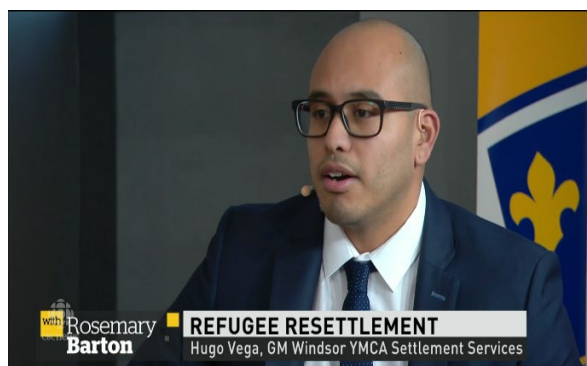 with Rosemary
Barton
REFUGEE RESETTLEMENT
Hugo Vega, GM Windsor YMCA Settlement Services